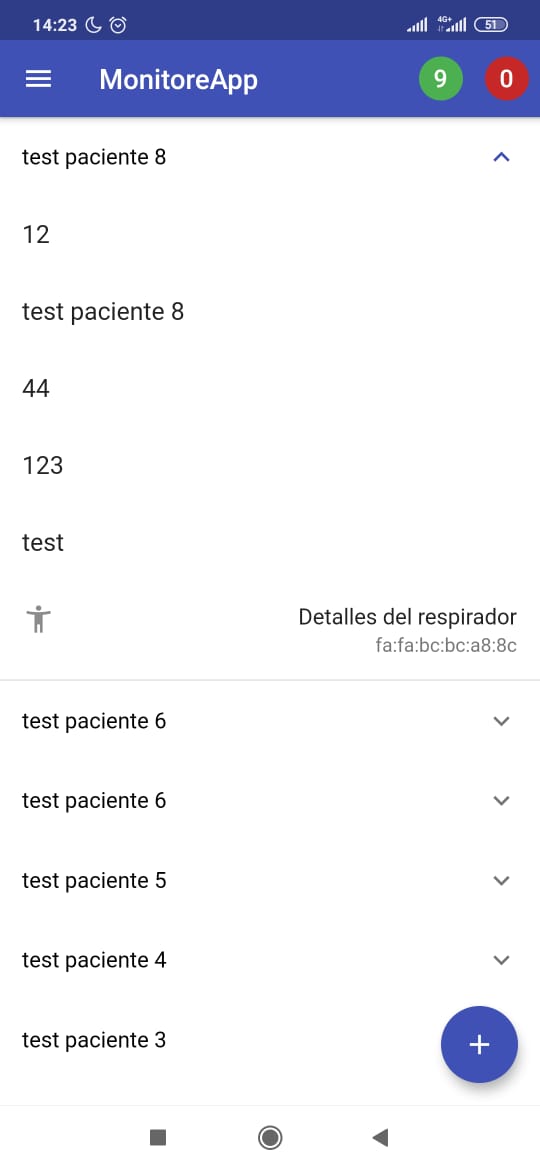 14:23 4G+ 51
MonitoreApp 9 0
test paciente 8
12
test paciente 8
44
123
test
Detalles del respirador
fa:fa:bc:bc:a8:8c
test paciente 6
test paciente 6
test paciente 5
test paciente 4
test paciente 3
+